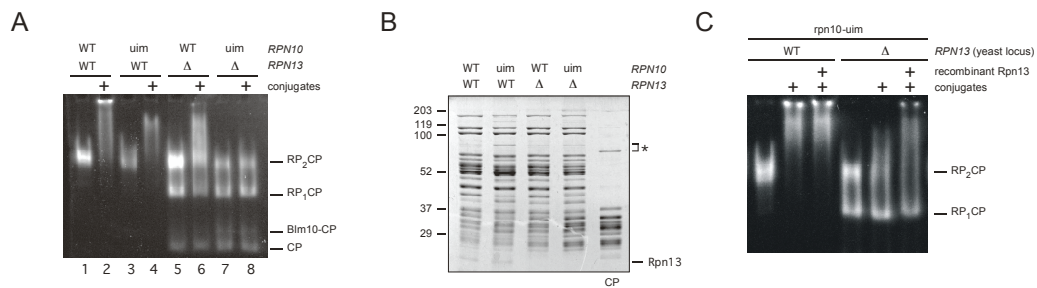 A
WT uim WT uim RPN10
WT WT Δ Δ RPN13
+ + + + conjugates
RP2CP
RP1CP
Blm10-CP
CP
1 2 3 4 5 6 7 8
B
WT uim WT uim RPN10
WT WT Δ Δ RPN13
203
119
100
52
37
29
*
Rpn13
CP
C
rpn10-uim
WT Δ RPN13 (yeast locus)
+ + recombinant Rpn13
+ + + + conjugates
RP2CP
RP1CP